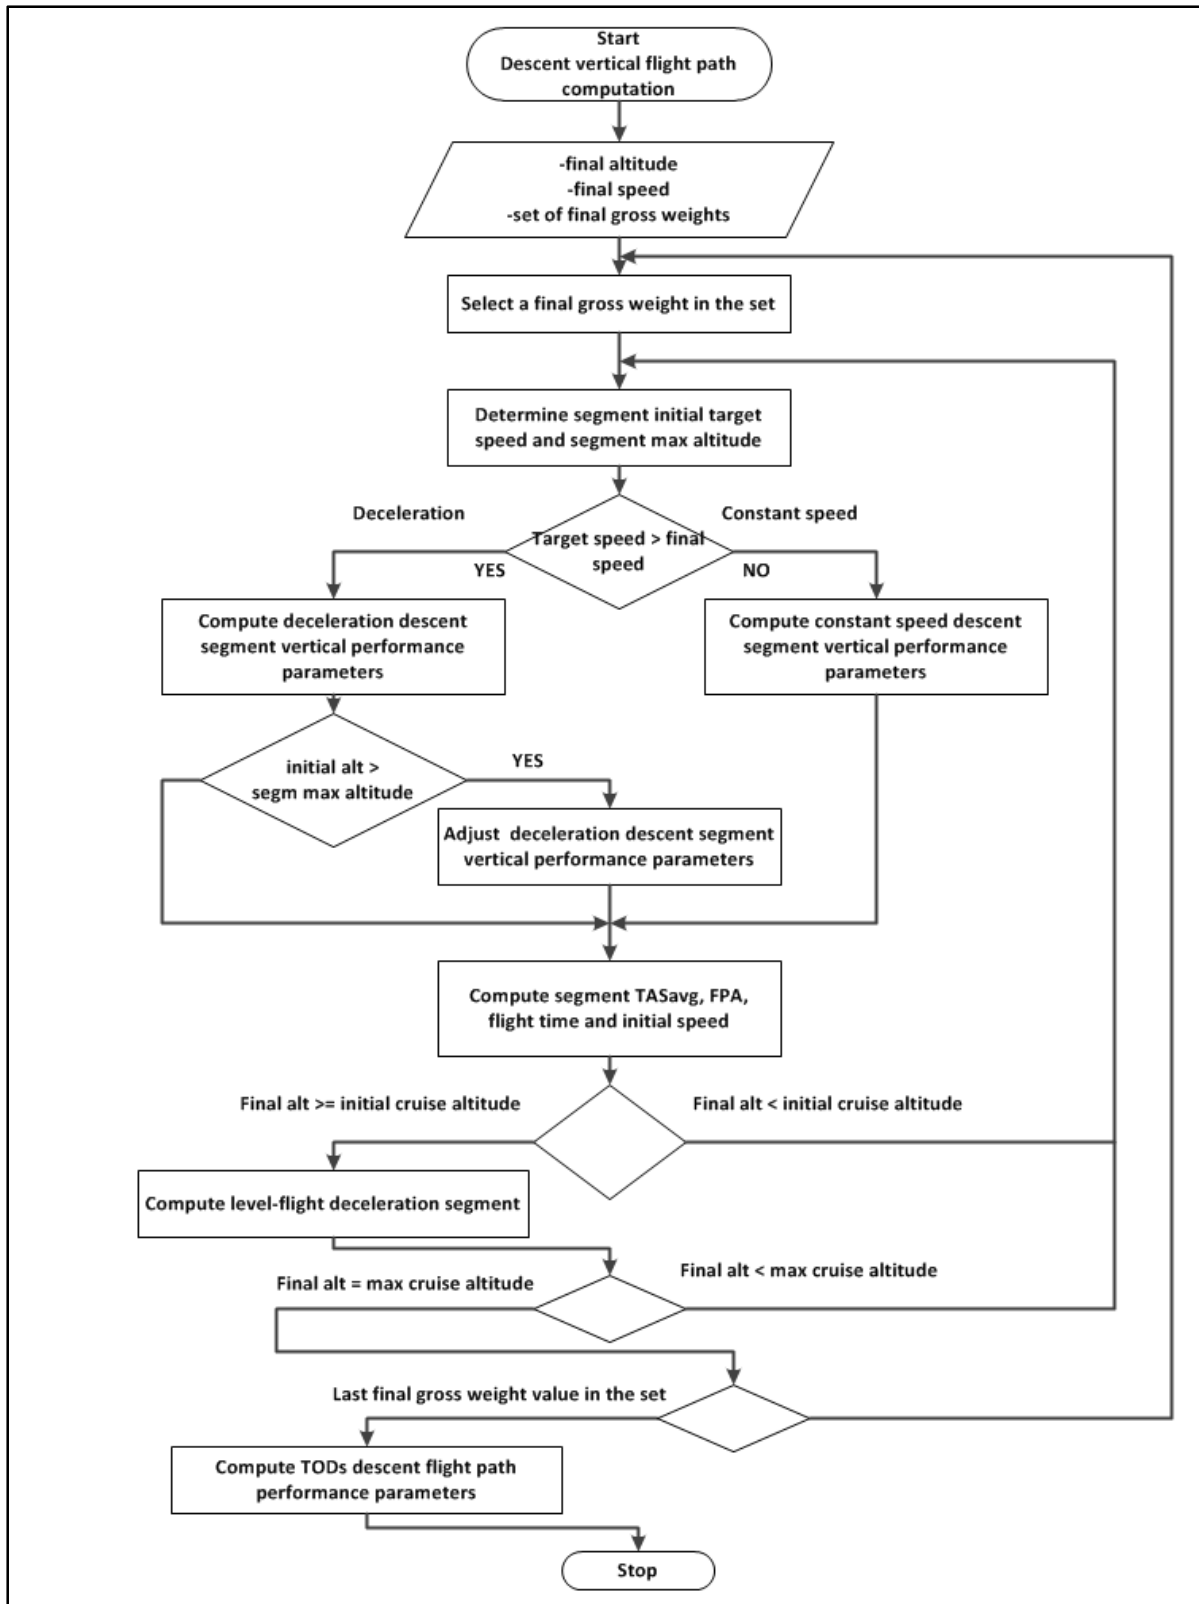 Start
Descent vertical flight path
computation
-final altitude
-final speed
-set of final gross weights
Select a final gross weight in the set
Determine segment initial target
speed and segment max altitude
Deceleration
Constant speed
Target speed > final
speed
YES
NO
Compute deceleration descent
segment vertical performance
parameters
Compute constant speed descent
segment vertical performance
parameters
initial alt >
segm max altitude
YES
Adjust deceleration descent segment
vertical performance parameters
Compute segment TASavg, FPA,
flight time and initial speed
Final alt >= initial cruise altitude
Final alt < initial cruise altitude
Compute level-flight deceleration segment
Final alt = max cruise altitude
Final alt < max cruise altitude
Last final gross weight value in the set
Compute TODs descent flight path
performance parameters
Stop